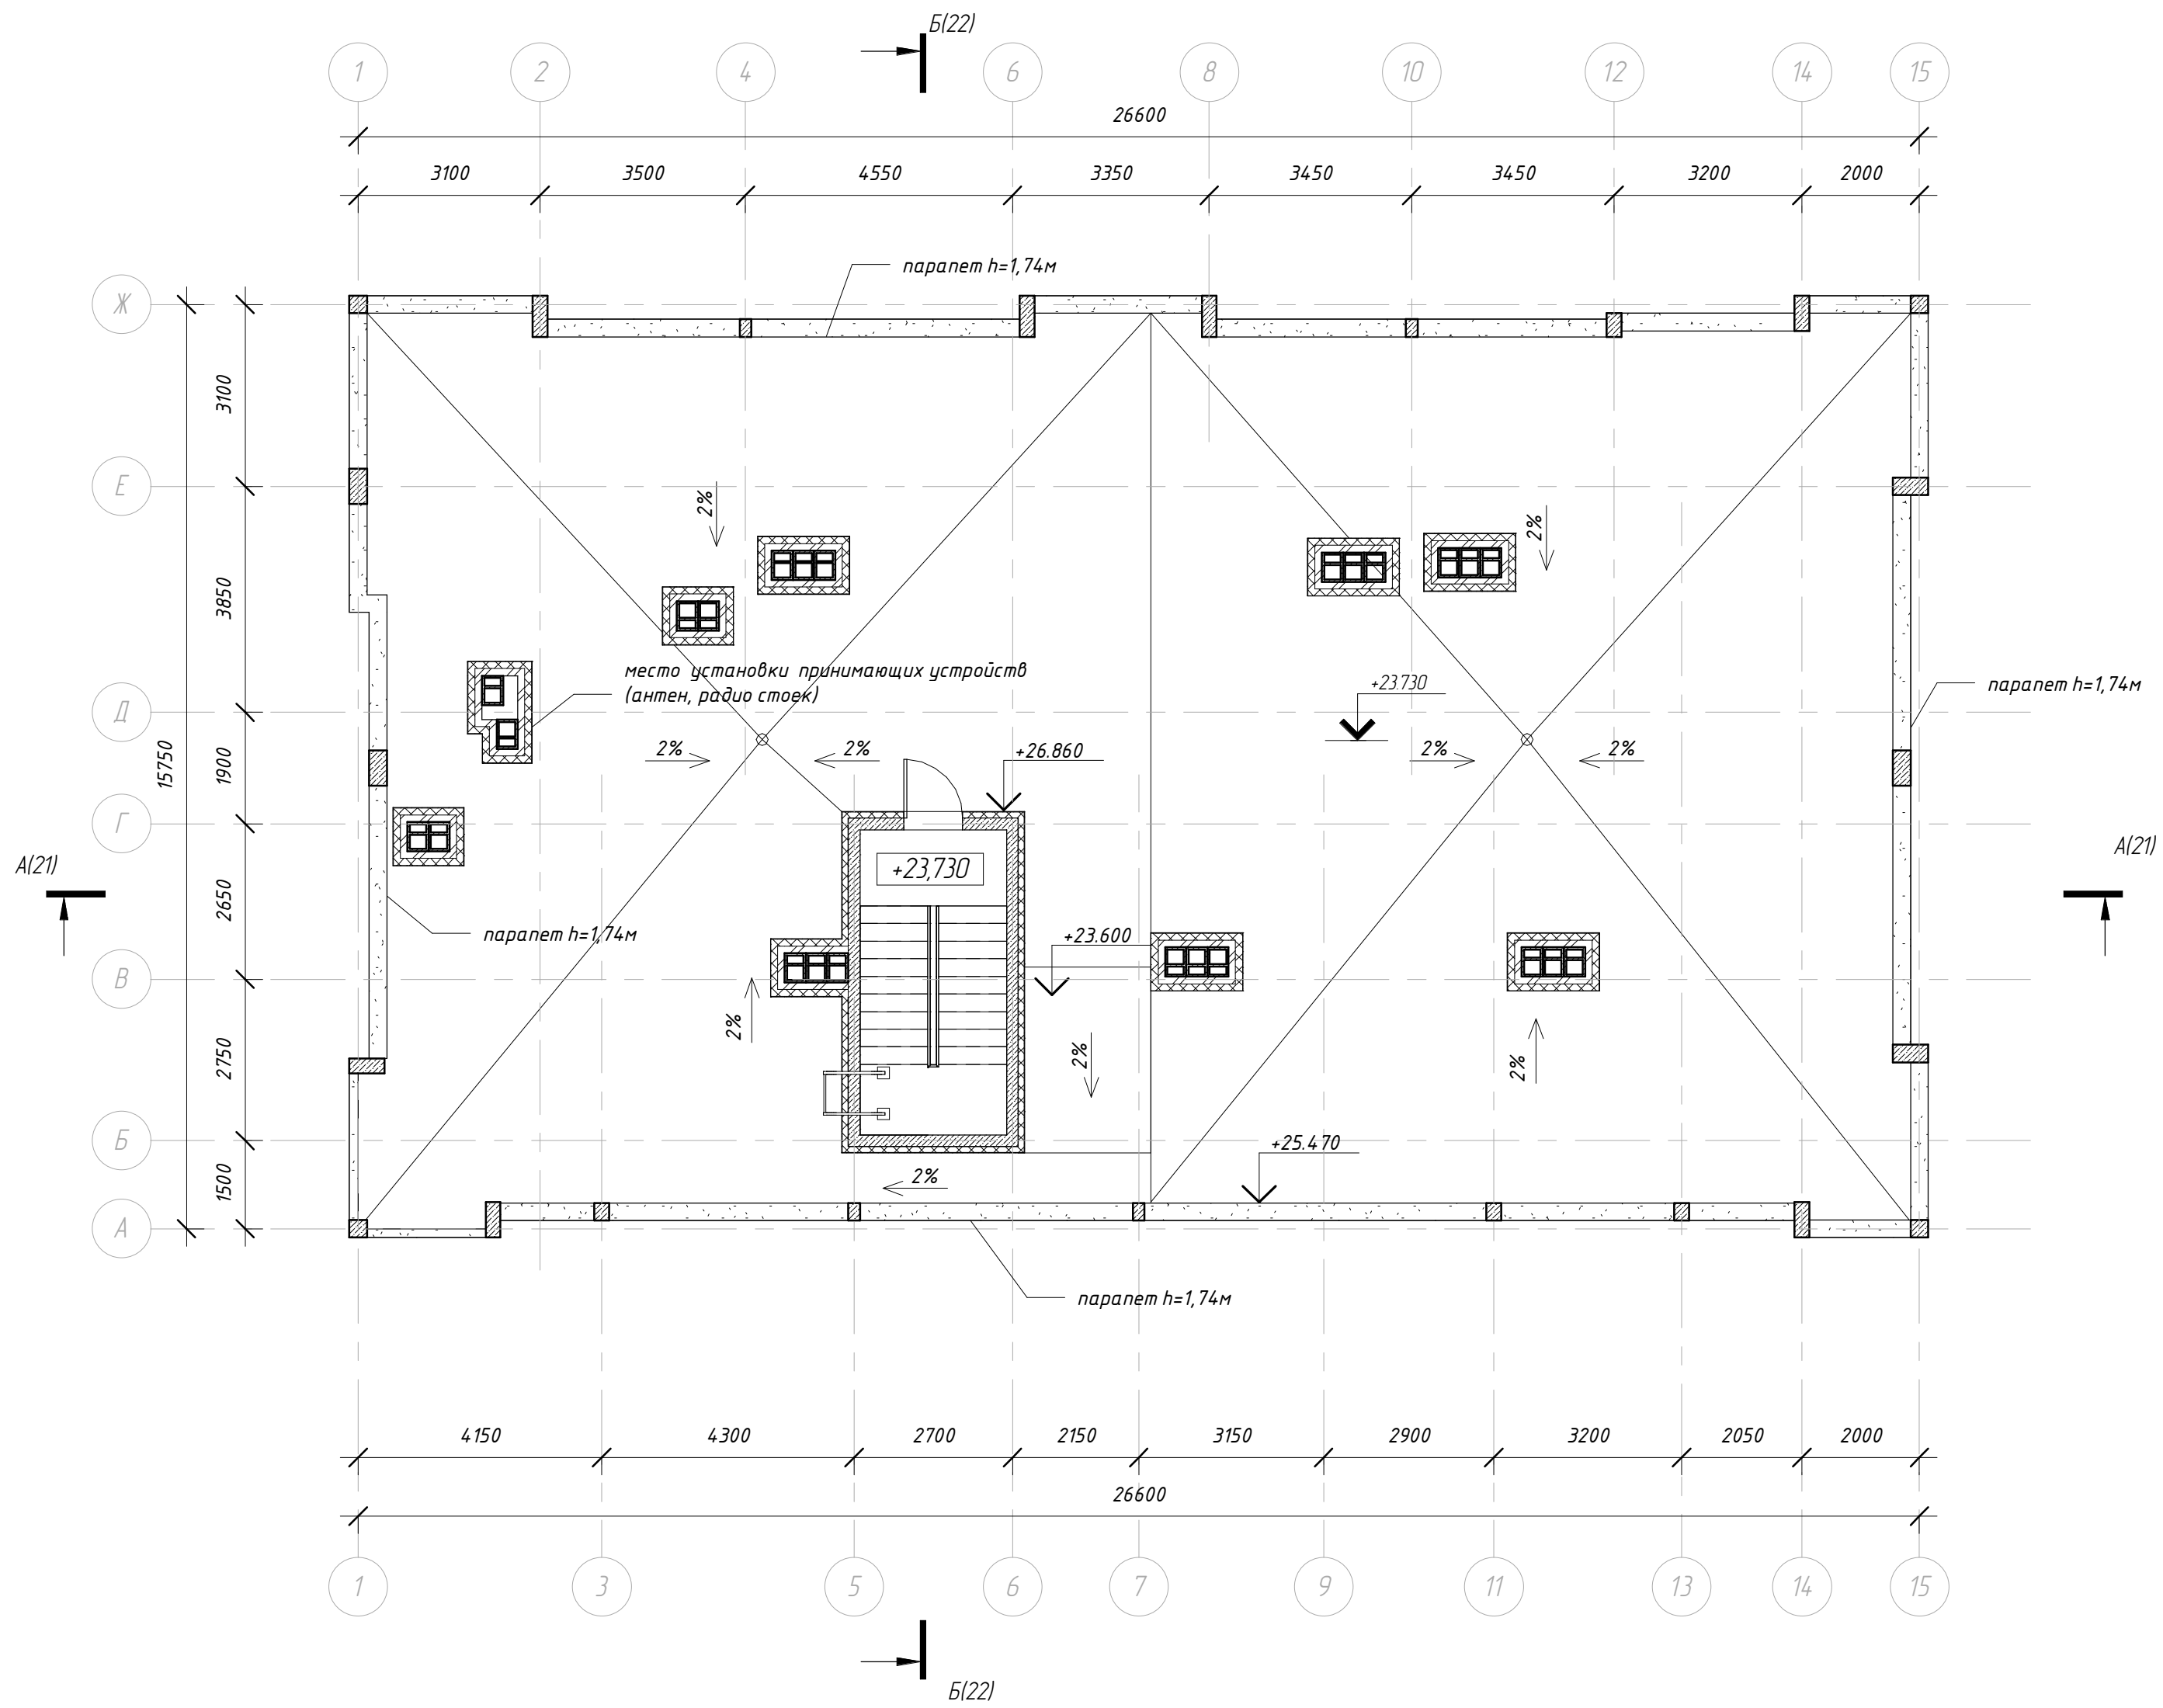 Б(22)
1 2 4 6 8 10 12 14 15
26600
3100 3500 4550 3350 3450 3450 3200 2000
парапет h=1,74м
Ж
3100
Е
2% 2%
3850
место установки принимающих устройств
(антен, радио стоек)
+23.730
парапет h=1,74м
Д
15750
1900
2% 2% +26.860 2% 2%
Г
А(21) А(21)
+23,730
2650
парапет h=1,74м +23.600
В
2%
2750
2% 2%
Б
+25.470
1500
2%
А
парапет h=1,74м
4150 4300 2700 2150 3150 2900 3200 2050 2000
26600
1 3 5 6 7 9 11 13 14 15
Б(22)